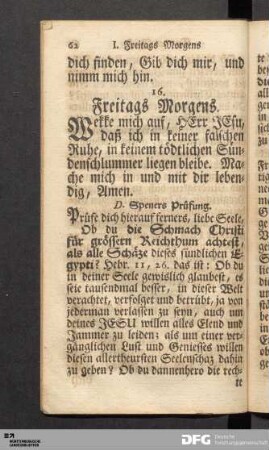 62 I. Freitags Morgens
dich finden, Gib dich mir, und
nimm mich hin.
16.
Freitags Morgens.
Wekke mich auf, HErr JEsu,
daß ich in keiner falschen
Ruhe, in keinem tödtlichen Sün-
denschlummer liegen bleibe. Ma-
che mich in und mit dir leben-
dig, Amen.
D. Speners Prüfung.
Prüfe dich hierauf ferners, liebe Seele,
Ob du die Schmach Christi
für grössern Reichthum achtest,
als alle Schäze dieses sündlichen E-
gypti? Hebr. 11, 26. das ist: Ob du
in deiner Seele gewislich glaubest, es
seie tausendmal besser, in dieser Welt
verachtet, verfolget und betrübt, ja von
jederman verlassen zu seyn, auch um
deines JESU willen alles Elend und
Jammer zu leiden; als um einer ver-
gänglichen Lust und Geniesses willen
diesen allertheursten Seelenschaz dahin
zu geben? Ob du dannenhero die rech-
te
DFG Deutsche
Forschungsgemeinschaft